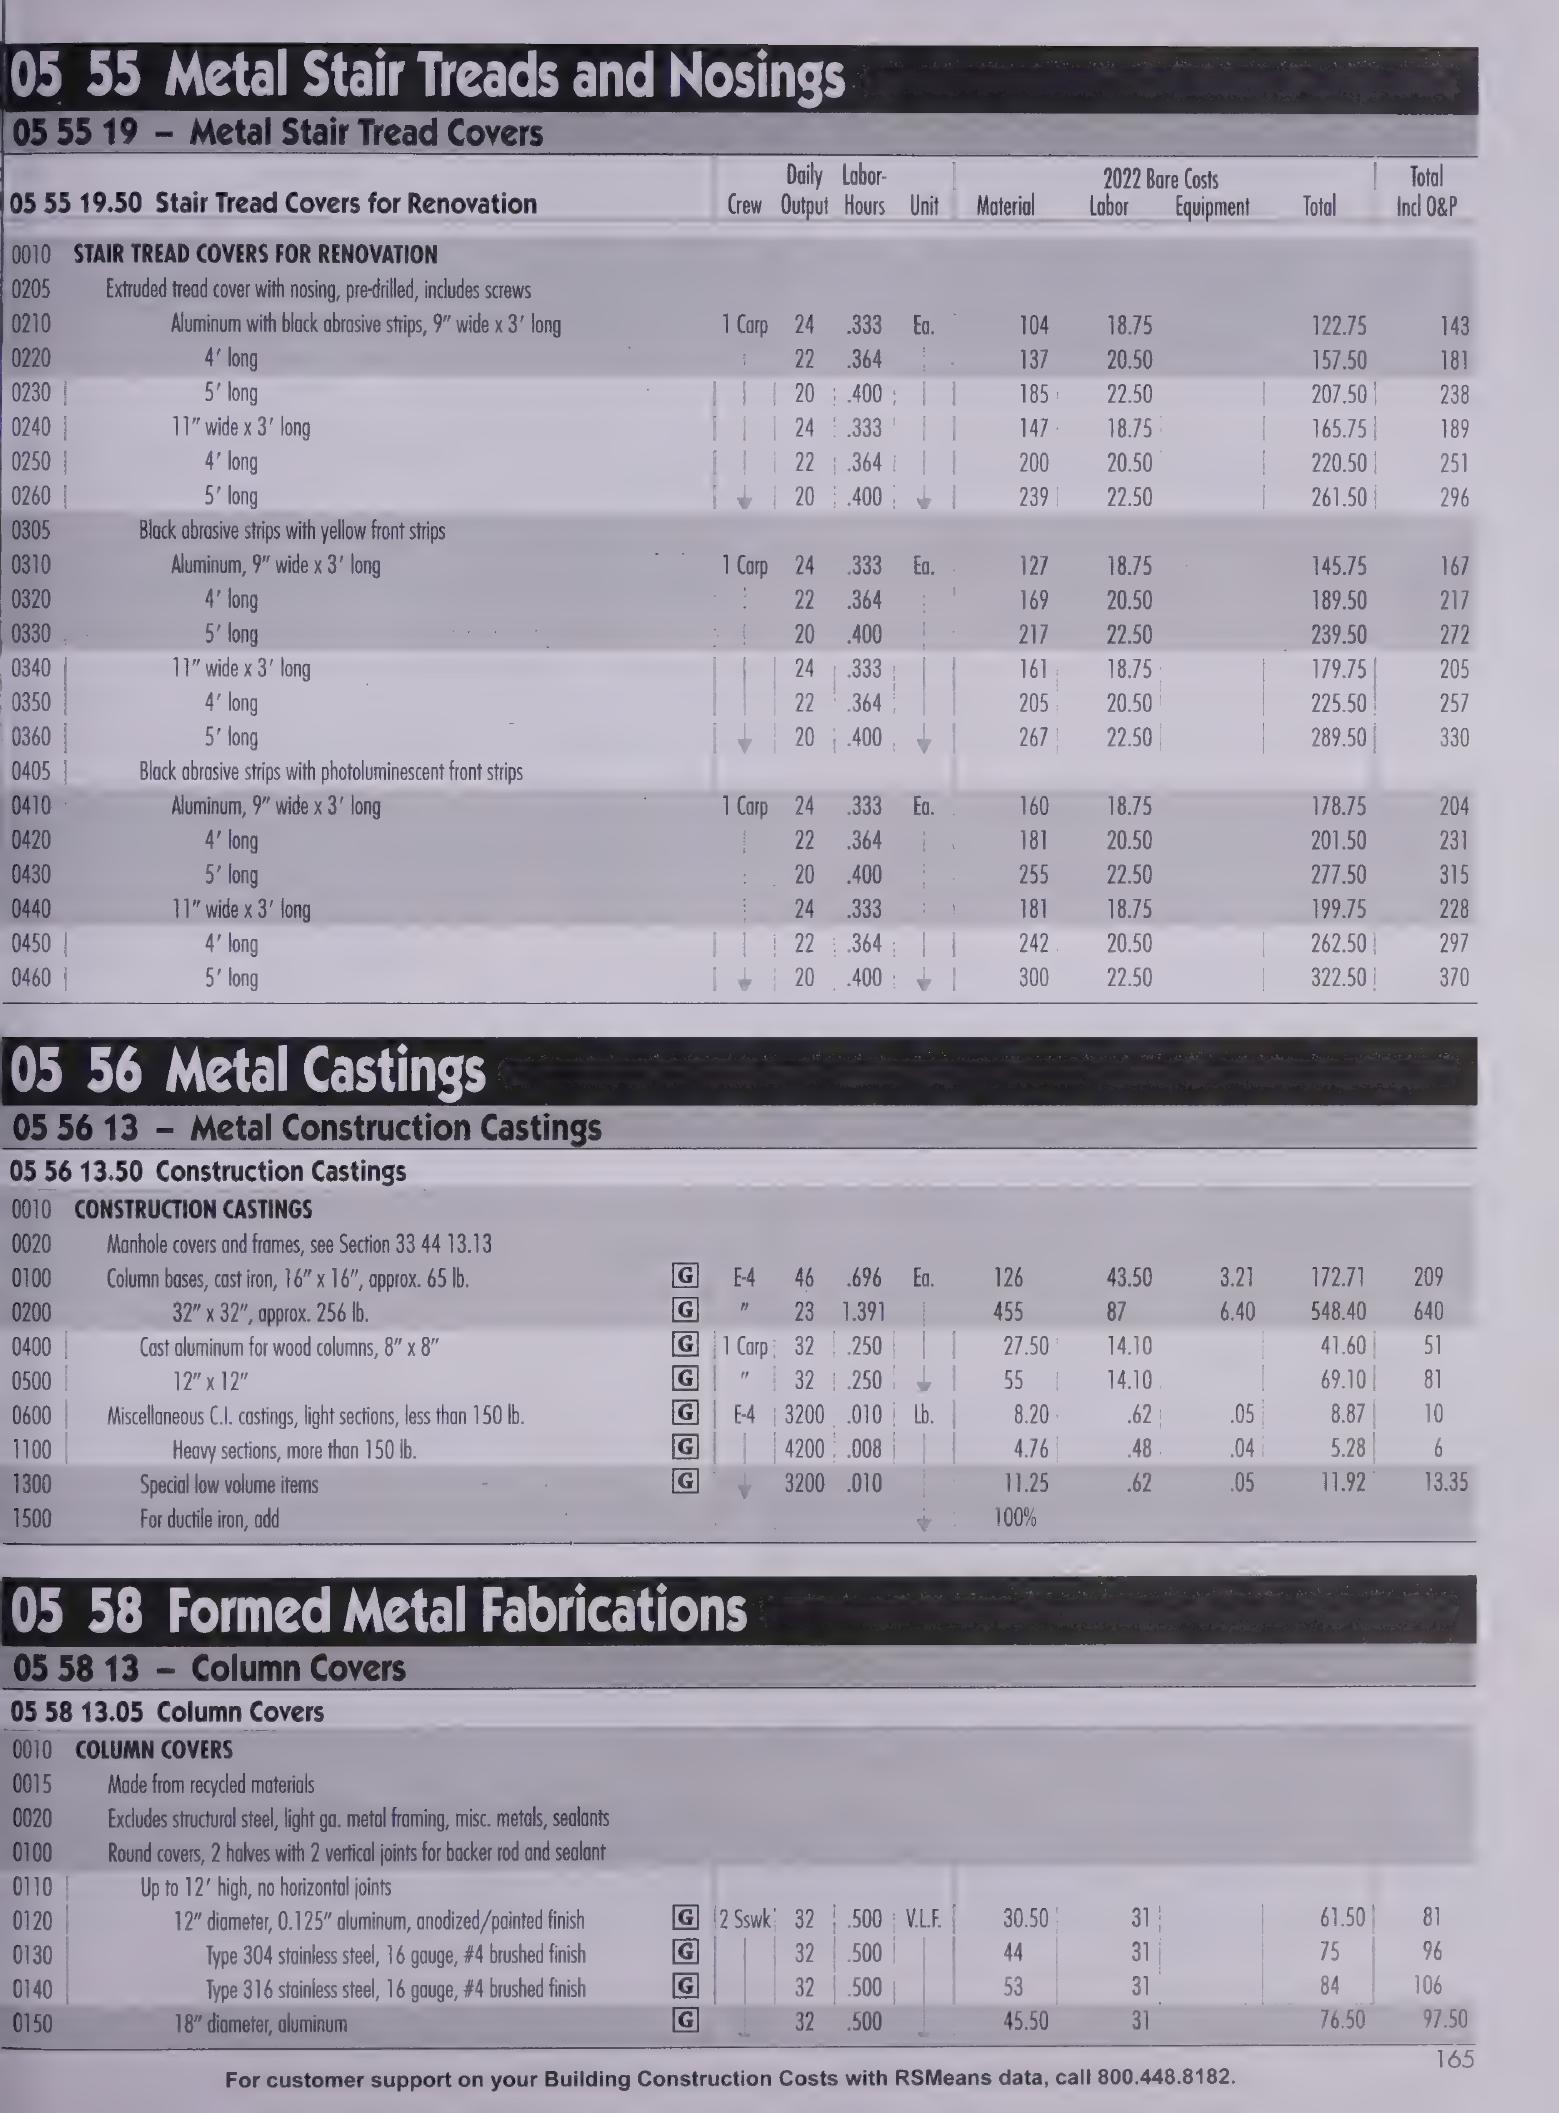 05 55 Metal Stair Treads and Nosings
05 55 19 – Metal Stair Tread Covers
Daily Labor- 2022 Bare Costs Total
05 55 19.50 Stair Tread Covers for Renovation Crew Output Hours Unit Material Labor Equipment Total Incl O&P
0010 STAIR TREAD COVERS FOR RENOVATION
0205 Extruded tread cover with nosing, pre-drilled, includes screws
0210 Aluminum with black abrasive strips, 9" wide x 3' long 1 Carp 24 .333 Ea. 104 18.75 122.75 143
0220 4' long 22 .364 137 20.50 157.50 181
0230 5' long 20 .400 185 22.50 207.50 238
0240 11" wide x 3' long 24 .333 147 18.75 165.75 189
0250 4' long 22 .364 200 20.50 220.50 251
0260 5' long 20 .400 239 22.50 261.50 296
0305 Black abrasive strips with yellow front strips
0310 Aluminum, 9" wide x 3' long 1 Carp 24 .333 Ea. 127 18.75 145.75 167
0320 4' long 22 .364 169 20.50 189.50 217
0330 5' long 20 .400 217 22.50 239.50 272
0340 11" wide x 3' long 24 .333 161 18.75 179.75 205
0350 4' long 22 .364 205 20.50 225.50 257
0360 5' long 20 .400 267 22.50 289.50 330
0405 Black abrasive strips with photoluminescent front strips
0410 Aluminum, 9" wide x 3' long 1 Carp 24 .333 Ea. 160 18.75 178.75 204
0420 4' long 22 .364 181 20.50 201.50 231
0430 5' long 20 .400 255 22.50 277.50 315
0440 11" wide x 3' long 24 .333 181 18.75 199.75 228
0450 4' long 22 .364 242 20.50 262.50 297
0460 5' long 20 .400 300 22.50 322.50 370
05 56 Metal Castings
05 56 13 – Metal Construction Castings
05 56 13.50 Construction Castings
0010 CONSTRUCTION CASTINGS
0020 Manhole covers and frames, see Section 33 44 13.13
0100 Column bases, cast iron, 16" x 16", approx. 65 lb. G E-4 46 .696 Ea. 126 43.50 3.21 172.71 209
0200 32" x 32", approx. 256 lb. G " 23 1.391 455 87 6.40 548.40 640
0400 Cast aluminum for wood columns, 8" x 8" G 1 Carp 32 .250 27.50 14.10 41.60 51
0500 12" x 12" G " 32 .250 55 14.10 69.10 81
0600 Miscellaneous C.I. castings, light sections, less than 150 lb. G E-4 3200 .010 Lb. 8.20 .62 .05 8.87 10
1100 Heavy sections, more than 150 lb. G 4200 .008 4.76 .48 .04 5.28 6
1300 Special low volume items G 3200 .010 11.25 .62 .05 11.92 13.35
1500 For ductile iron, add 100%
05 58 Formed Metal Fabrications
05 58 13 – Column Covers
05 58 13.05 Column Covers
0010 COLUMN COVERS
0015 Made from recycled materials
0020 Excludes structural steel, light ga. metal framing, misc. metals, sealants
0100 Round covers, 2 halves with 2 vertical joints for backer rod and sealant
0110 Up to 12' high, no horizontal joints
0120 12" diameter, 0.125" aluminum, anodized/painted finish G 2 Sswk 32 .500 V.L.F. 30.50 31 61.50 81
0130 Type 304 stainless steel, 16 gauge, #4 brushed finish G 32 .500 44 31 75 96
0140 Type 316 stainless steel, 16 gauge, #4 brushed finish G 32 .500 53 31 84 106
0150 18" diameter, aluminum G 32 .500 45.50 31 76.50 97.50
165
For customer support on your Building Construction Costs with RSMeans data, call 800.448.8182.